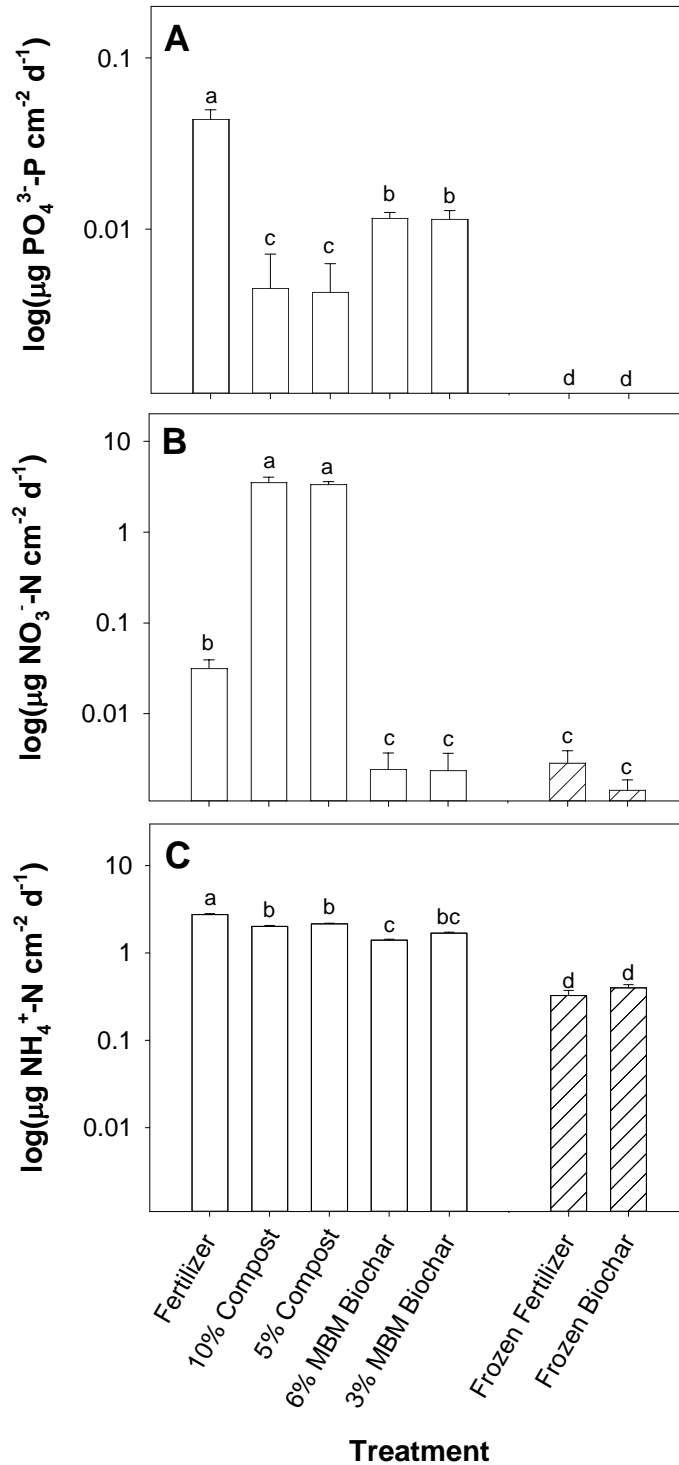 A
log(μg PO₄³⁻-P cm⁻² d⁻¹)
0.1
0.01
a
c
c
b
b
d
d
B
log(μg NO₃⁻-N cm⁻² d⁻¹)
10
1
0.1
0.01
b
a
a
c
c
c
c
C
log(μg NH₄⁺-N cm⁻² d⁻¹)
10
1
0.1
0.01
a
b
b
c
bc
d
d
Fertilizer
10% Compost
5% Compost
6% MBM Biochar
3% MBM Biochar
Frozen Fertilizer
Frozen Biochar
Treatment